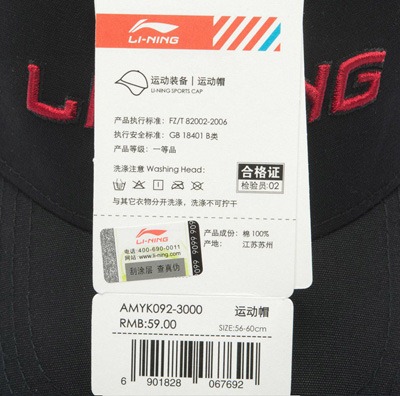 LI-NING
运动装备 | 运动帽
LI-NING SPORTS CAP
LI-NING
产品执行标准: FZ/T 82002-2006
执行安全标准: GB 18401 B类
产品等级: 一等品
洗涤注意 Washing Head:
合格证
检验员:02
与其它衣物分开洗涤, 洗涤不可拧干
LI-NING
电话:400-690-0011
网站:www.li-ning.com
刮涂层 查真伪
产品成分: 棉 100%
产地: 江苏苏州
AMYK092-3000 运动帽
RMB:59.00 SIZE:56-60cm
6 901828 067692